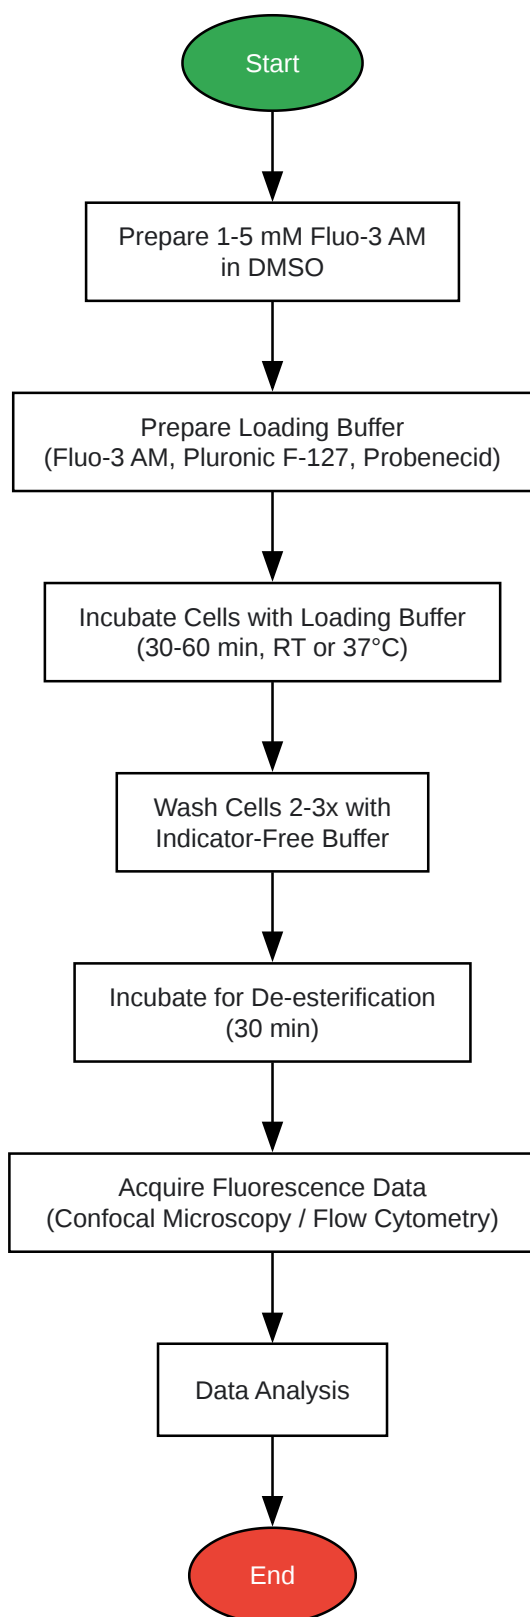 Start
Prepare 1-5 mM Fluo-3 AM
in DMSO
Prepare Loading Buffer
(Fluo-3 AM, Pluronic F-127, Probenecid)
Incubate Cells with Loading Buffer
(30-60 min, RT or 37°C)
Wash Cells 2-3x with
Indicator-Free Buffer
Incubate for De-esterification
(30 min)
Acquire Fluorescence Data
(Confocal Microscopy / Flow Cytometry)
Data Analysis
End